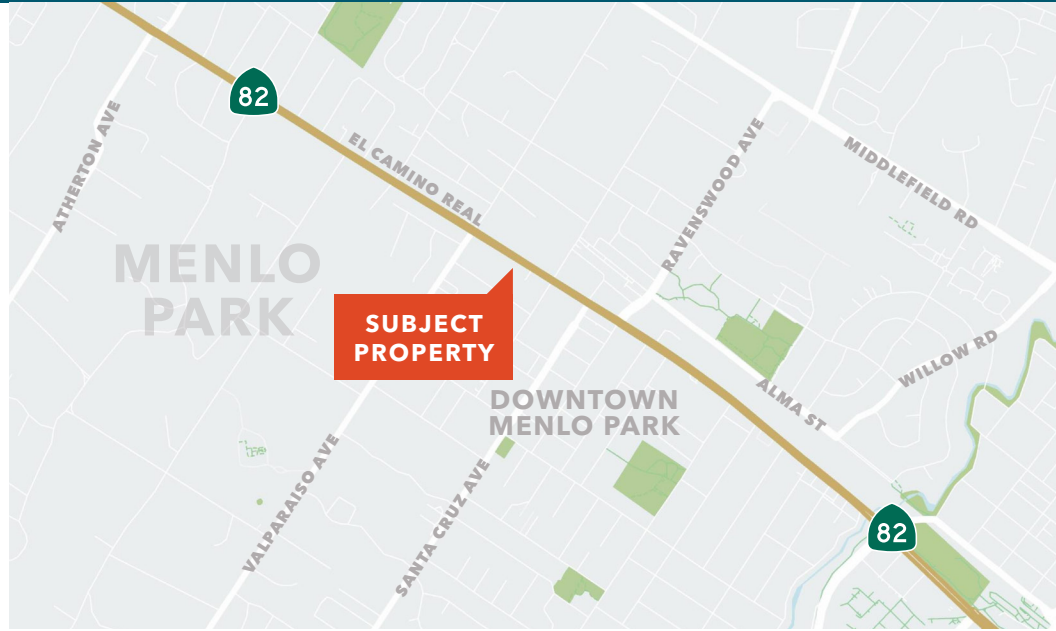 82
ATHERTON AVE
EL CAMINO REAL
RAVENSWOOD AVE
MIDDLEFIELD RD
MENLO
PARK
SUBJECT
PROPERTY
WILLOW RD
DOWNTOWN
MENLO PARK
ALMA ST
VALPARAISO AVE
SANTA CRUZ AVE
82